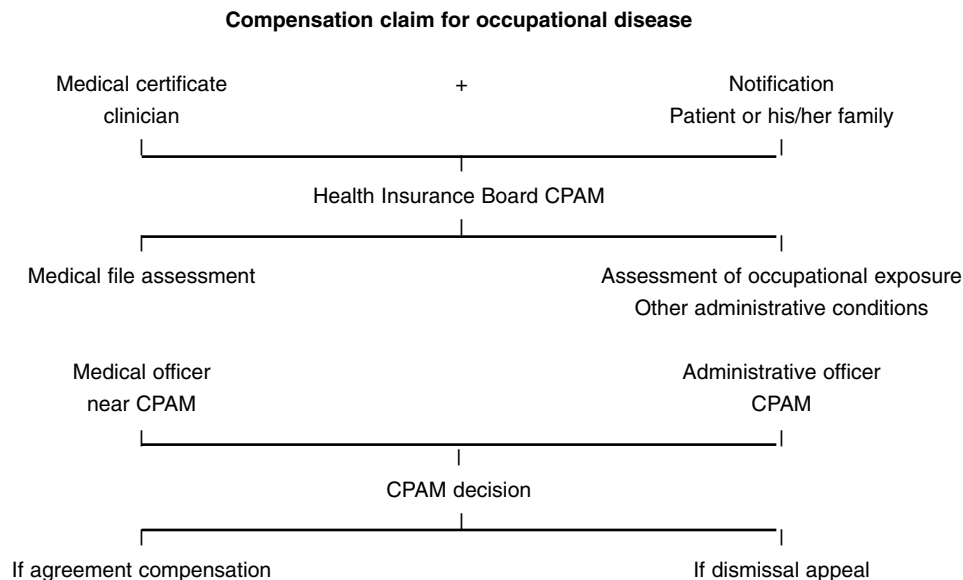 Compensation claim for occupational disease
Medical certificate + Notification
clinician Patient or his/her family
Health Insurance Board CPAM
Medical file assessment Assessment of occupational exposure
Other administrative conditions
Medical officer Administrative officer
near CPAM CPAM
CPAM decision
If agreement compensation If dismissal appeal